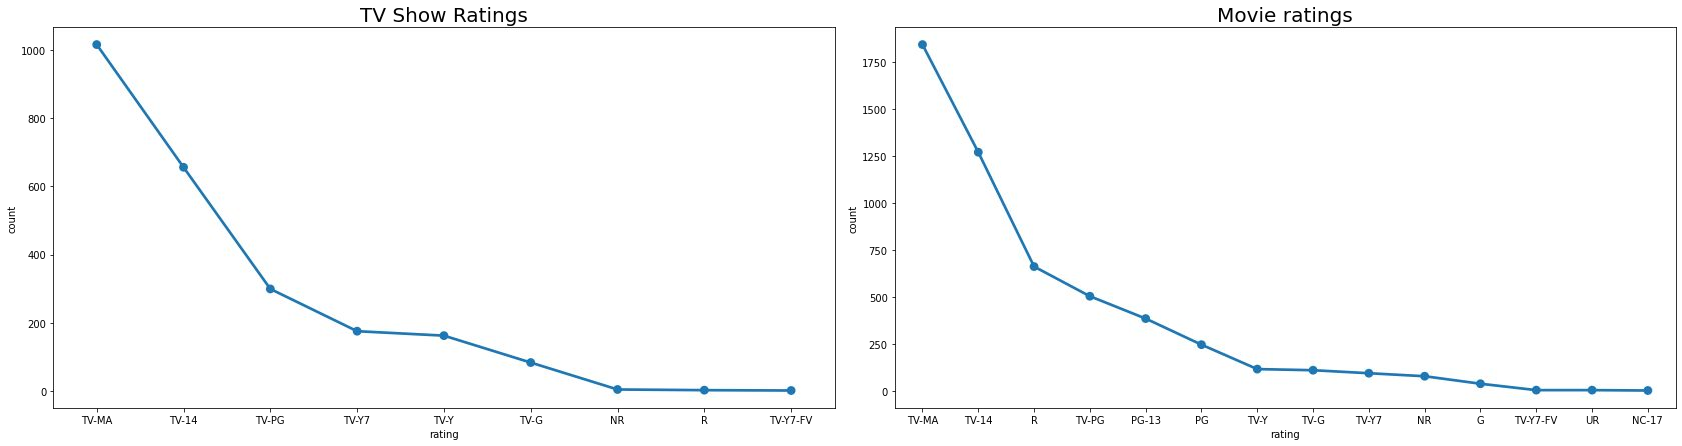 TV Show Ratings
1000
800
600
400
200
0
count
TV-MA TV-14 TV-PG TV-Y7 TV-Y TV-G NR R TV-Y7-FV
rating
Movie ratings
1750
1500
1250
1000
750
500
250
0
count
TV-MA TV-14 R TV-PG PG-13 PG TV-Y TV-G TV-Y7 NR G TV-Y7-FV UR NC-17
rating